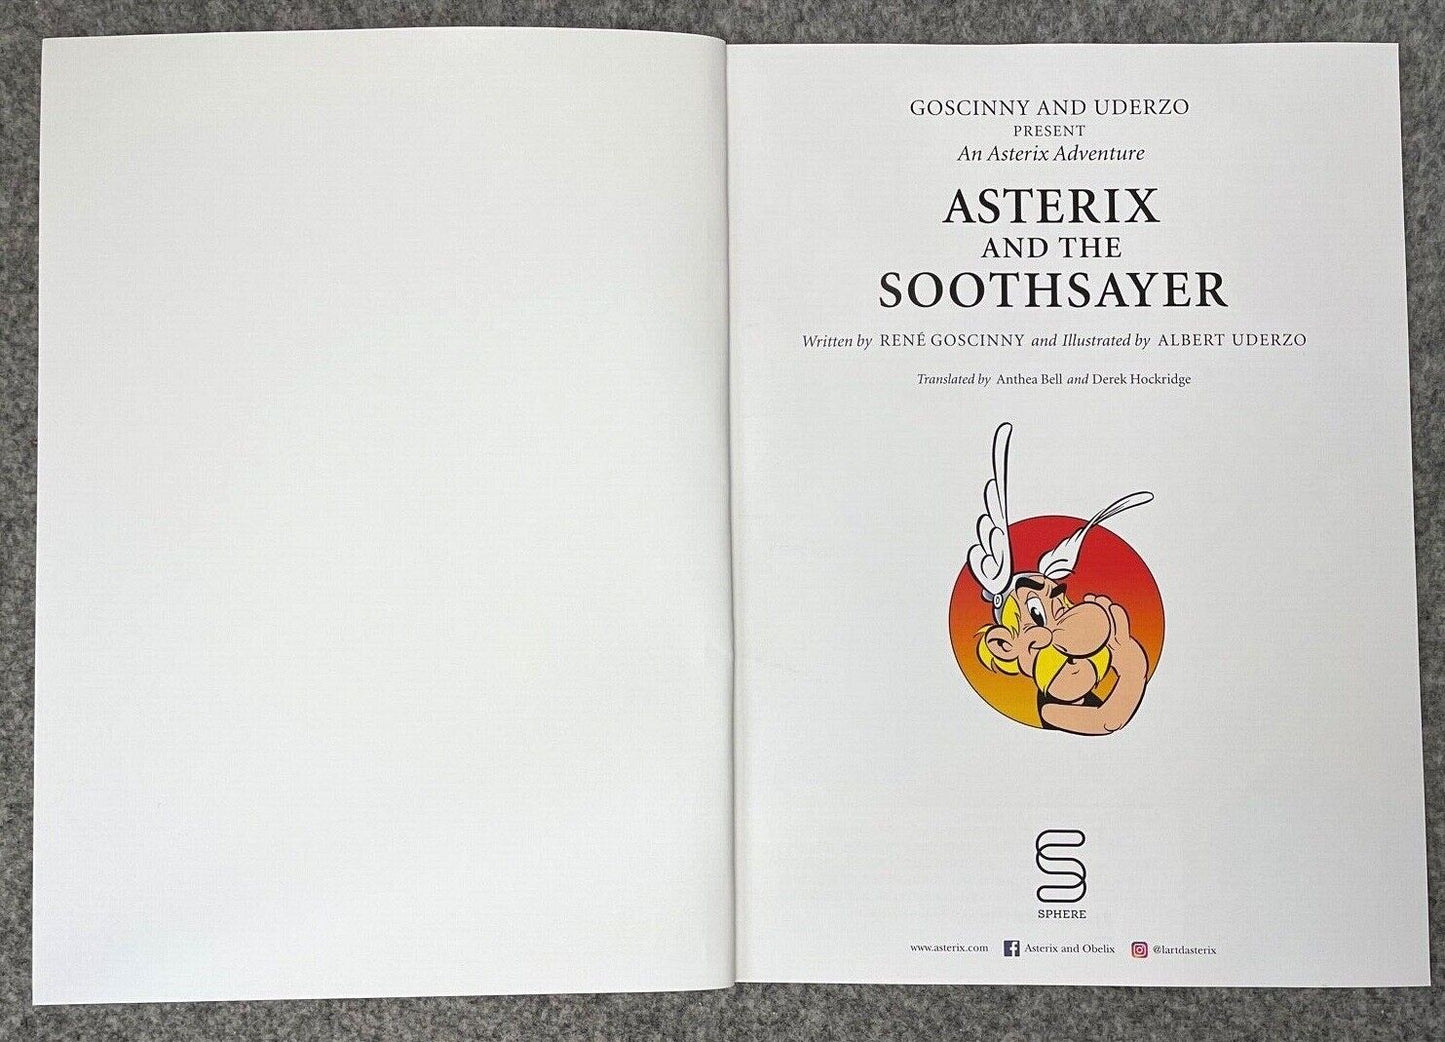 GOSCINNY AND UDERZO
PRESENT
An Asterix Adventure
ASTERIX
AND THE
SOOTHSAYER
Written by RENÉ GOSCINNY and Illustrated by ALBERT UDERZO
Translated by Anthea Bell and Derek Hockridge
SPHERE
www.asterix.com Asterix and Obelix @lartdasterix